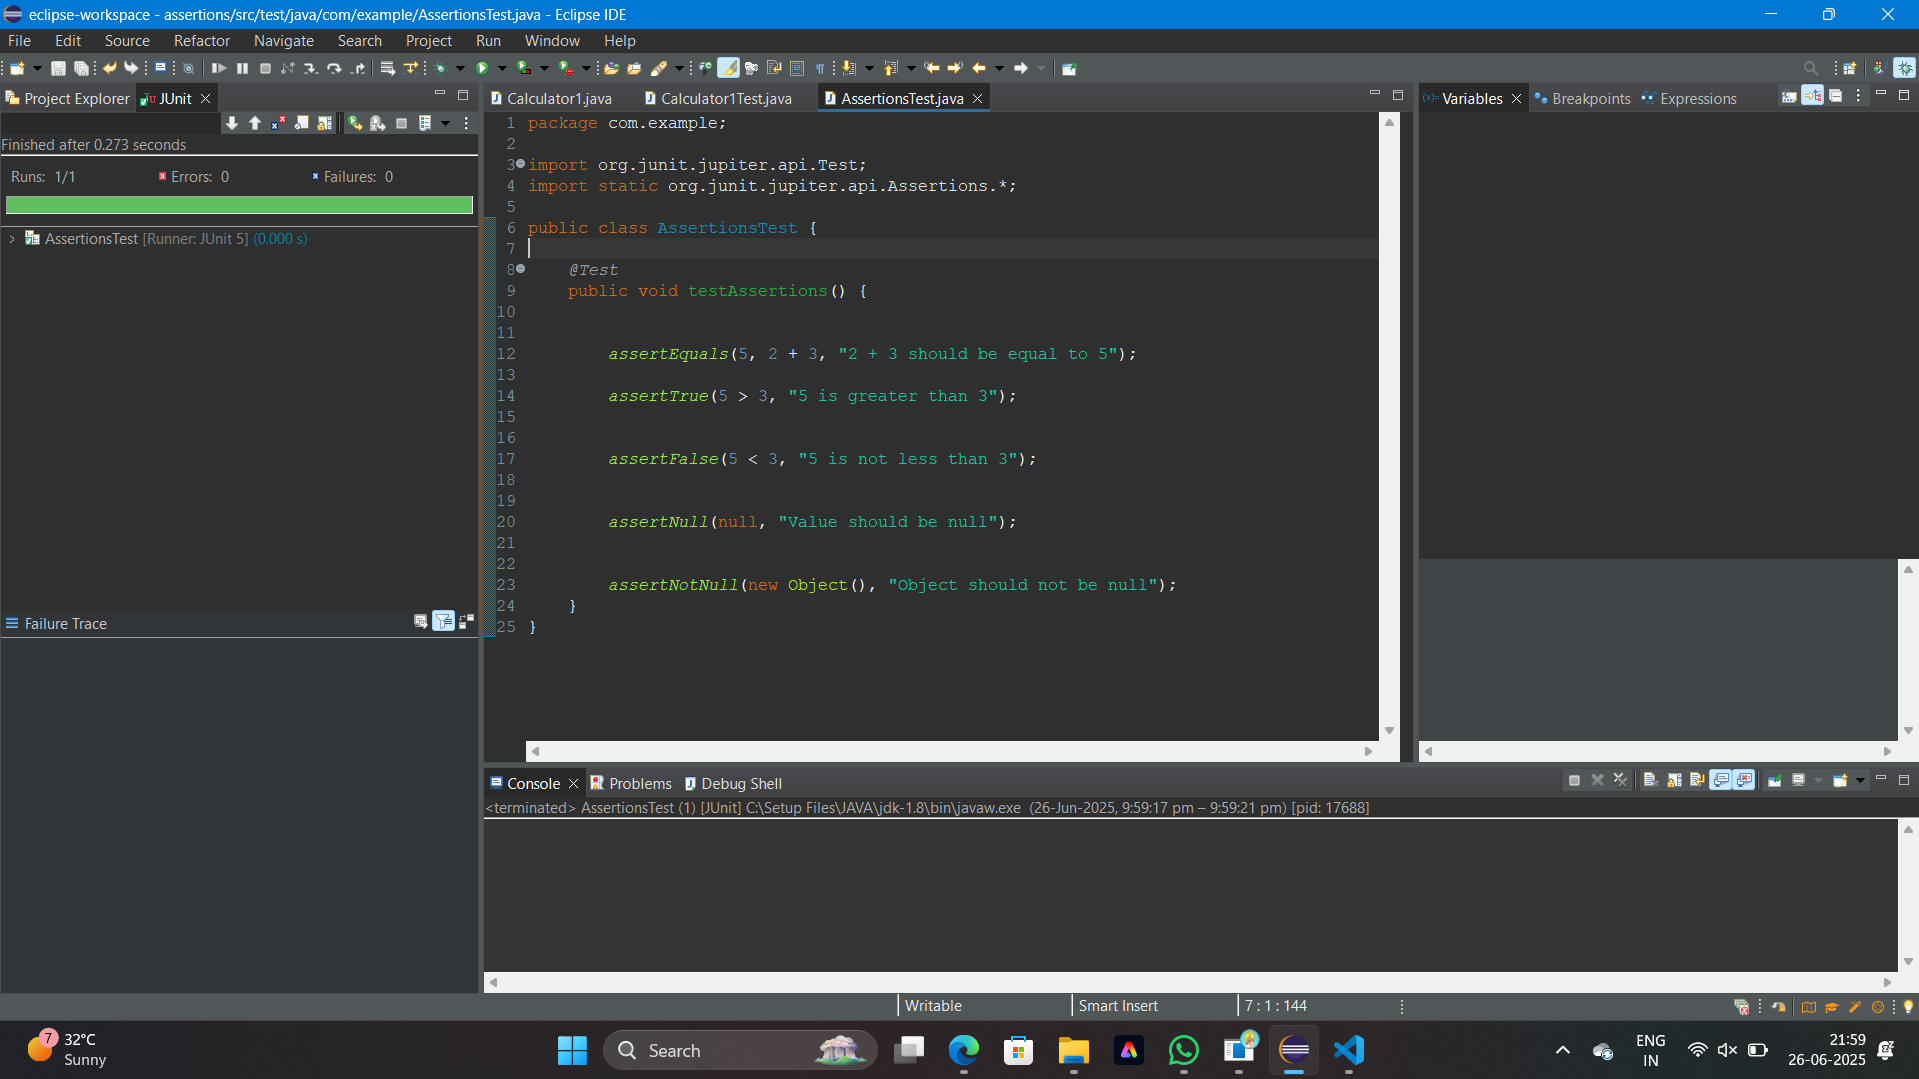 eclipse-workspace - assertions/src/test/java/com/example/AssertionsTest.java - Eclipse IDE
File Edit Source Refactor Navigate Search Project Run Window Help
Project Explorer JUnit
Finished after 0.273 seconds
Runs: 1/1 Errors: 0 Failures: 0
AssertionsTest [Runner: JUnit 5] (0.000 s)
Failure Trace
Calculator1.java Calculator1Test.java AssertionsTest.java
1 package com.example;
2
3 import org.junit.jupiter.api.Test;
4 import static org.junit.jupiter.api.Assertions.*;
5
6 public class AssertionsTest {
7
8 @Test
9 public void testAssertions() {
10
11
12 assertEquals(5, 2 + 3, "2 + 3 should be equal to 5");
13
14 assertTrue(5 > 3, "5 is greater than 3");
15
16
17 assertFalse(5 < 3, "5 is not less than 3");
18
19
20 assertNull(null, "Value should be null");
21
22
23 assertNotNull(new Object(), "Object should not be null");
24 }
25 }
(x)= Variables Breakpoints Expressions
Console Problems Debug Shell
<terminated> AssertionsTest (1) [JUnit] C:\Setup Files\JAVA\jdk-1.8\bin\javaw.exe (26-Jun-2025, 9:59:17 pm – 9:59:21 pm) [pid: 17688]
Writable Smart Insert 7 : 1 : 144
7
32°C
Sunny
Search
ENG
IN
21:59
26-06-2025